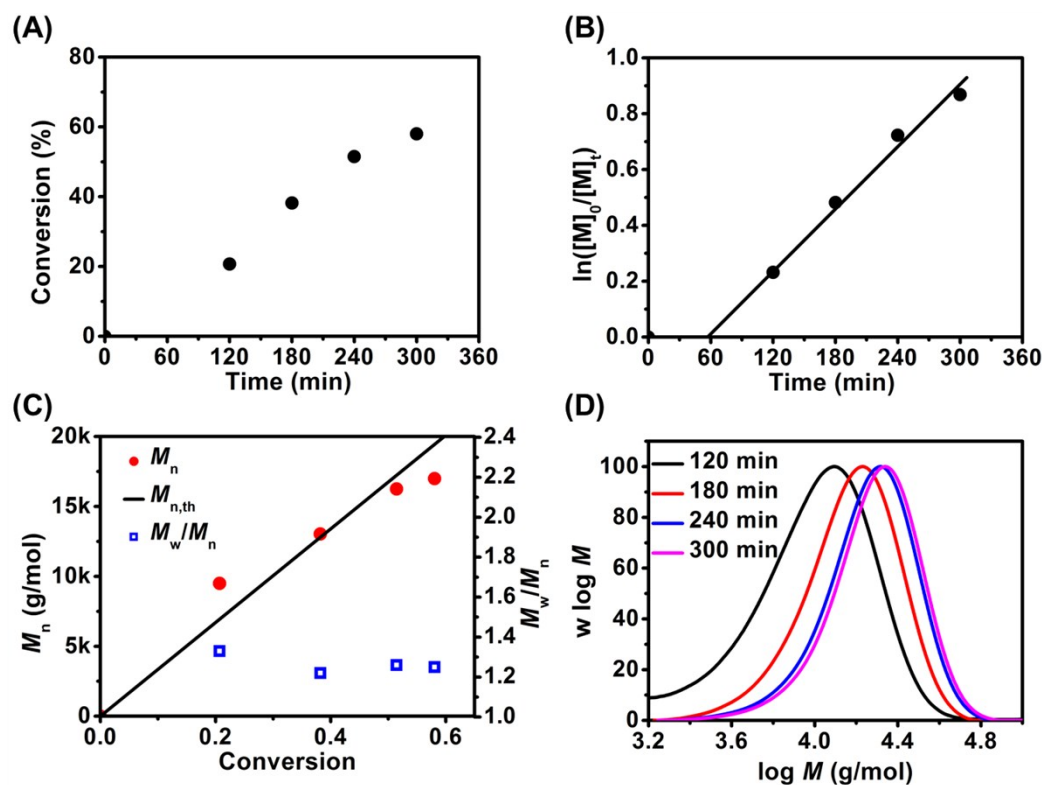 (A)
Conversion (%)
80
60
40
20
0
0 120 180 240 300 360
Time (min)
(B)
ln([M]0/[M]t)
1.0
0.8
0.6
0.4
0.2
0.0
0 60 120 180 240 300 360
Time (min)
(C)
Mn (g/mol)
20k
15k
10k
5k
0
Mn
Mn,th
Mw/Mn
2.4
2.2
2.0
1.8
1.6
1.4
1.2
1.0
Mw/Mn
0.0 0.2 0.4 0.6
Conversion
(D)
w log M
100
80
60
40
20
0
120 min
180 min
240 min
300 min
3.2 3.6 4.0 4.4 4.8
log M (g/mol)